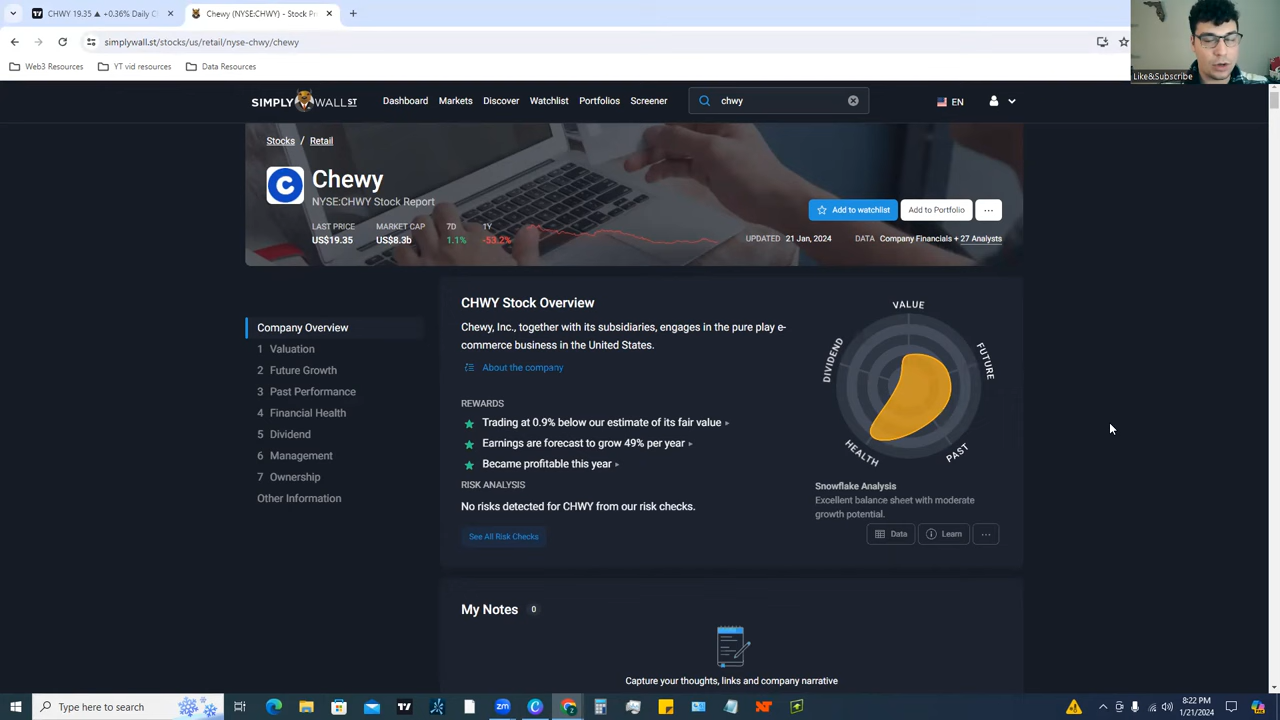 CHWY 19.35 ▲ +0.36% Daily C
Chewy (NYSE:CHWY) - Stock Pr
simplywall.st/stocks/us/retail/nyse-chwy/chewy
Web3 Resources
YT vid resources
Data Resources
Like&Subscribe
SIMPLY WALL ST
Dashboard
Markets
Discover
Watchlist
Portfolios
Screener
chwy
EN
Stocks / Retail
C
Chewy
NYSE:CHWY Stock Report
Add to watchlist
Add to Portfolio
LAST PRICE
US$19.35
MARKET CAP
US$8.3b
7D
1.1%
1Y
-53.2%
UPDATED 21 Jan, 2024
DATA Company Financials + 27 Analysts
Company Overview
1 Valuation
2 Future Growth
3 Past Performance
4 Financial Health
5 Dividend
6 Management
7 Ownership
Other Information
CHWY Stock Overview
Chewy, Inc., together with its subsidiaries, engages in the pure play e-
commerce business in the United States.
About the company
REWARDS
Trading at 0.9% below our estimate of its fair value
Earnings are forecast to grow 49% per year
Became profitable this year
RISK ANALYSIS
No risks detected for CHWY from our risk checks.
See All Risk Checks
VALUE
FUTURE
PAST
HEALTH
DIVIDEND
Snowflake Analysis
Excellent balance sheet with moderate
growth potential.
Data
Learn
My Notes 0
Capture your thoughts, links and company narrative
Type here to search
8:22 PM
1/21/2024